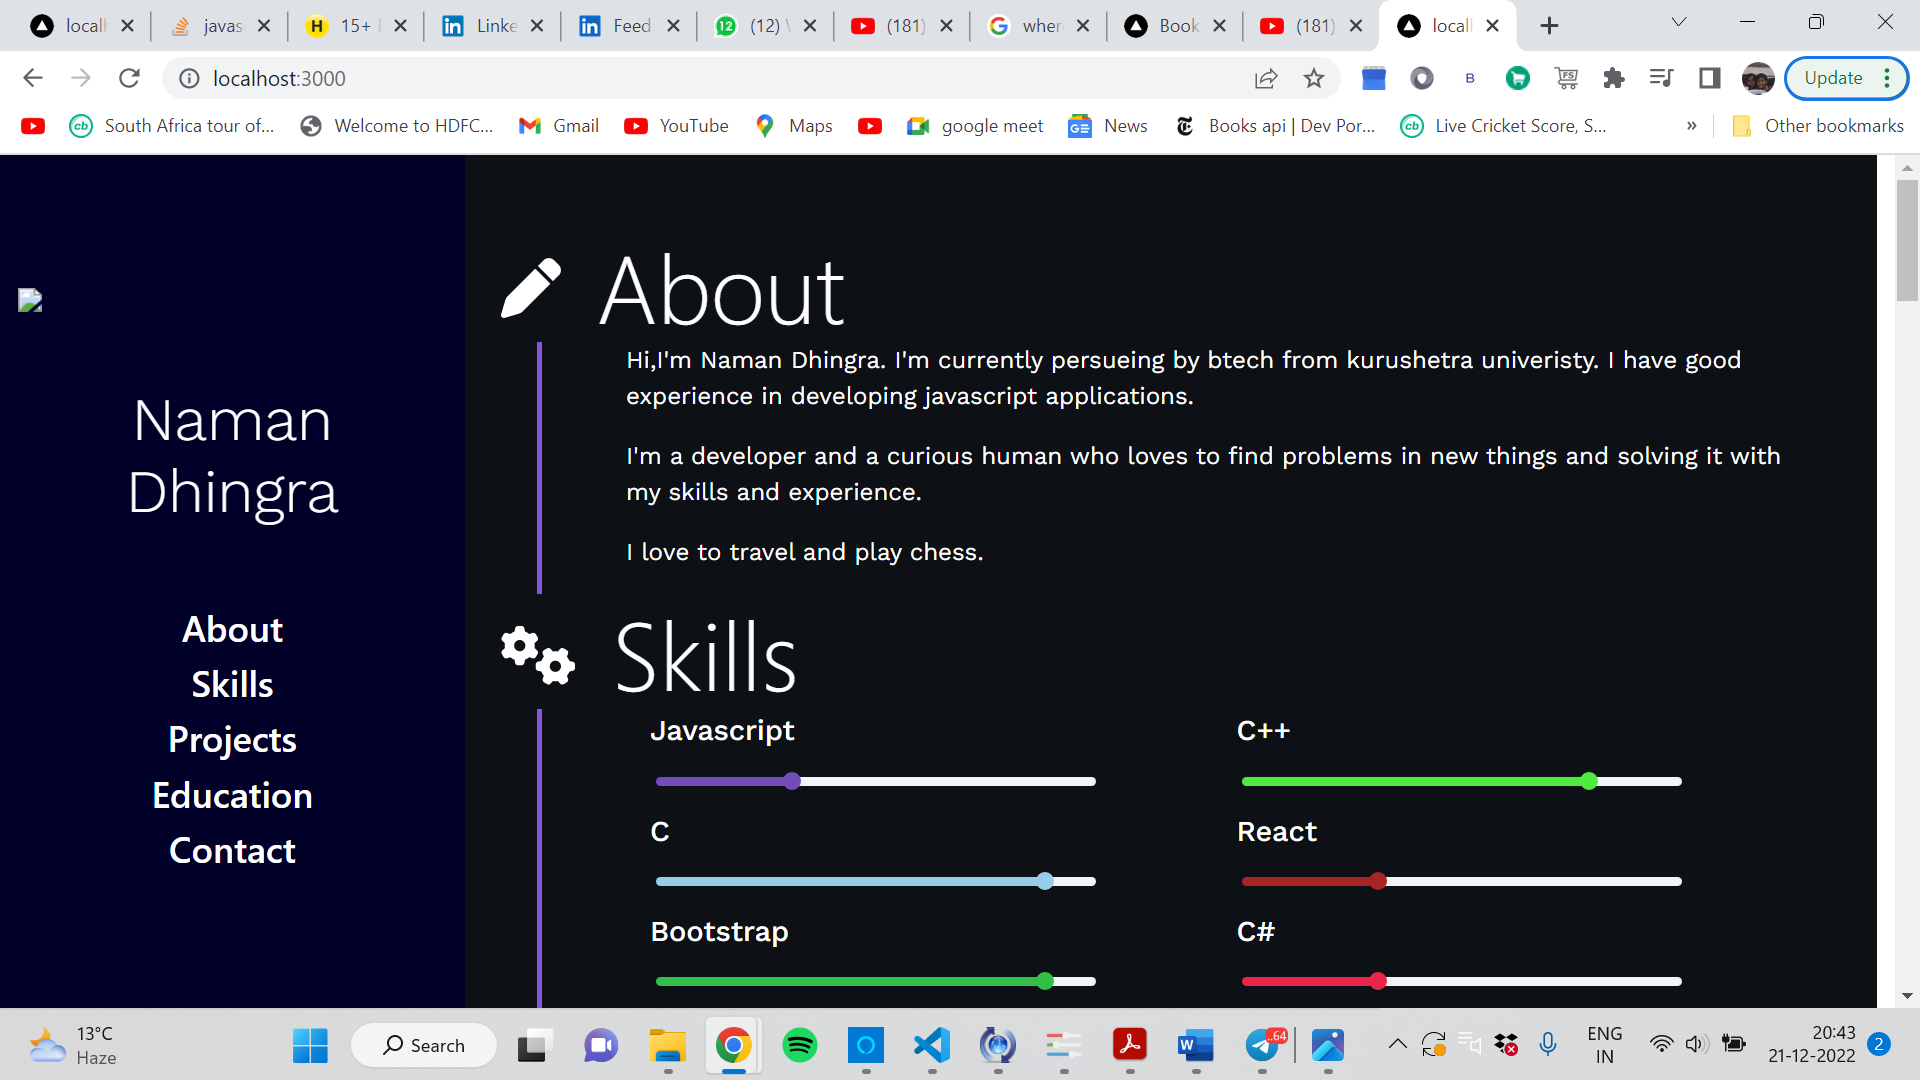 locall
javas
H 15+
Linke
Feed
12 (12) W
(181)
wher
Book
(181)
locall
localhost:3000
B
FS
Update
cb South Africa tour of...
Welcome to HDFC...
Gmail
YouTube
Maps
google meet
News
Books api | Dev Por...
cb Live Cricket Score, S...
»
Other bookmarks
Naman
Dhingra
About
Skills
Projects
Education
Contact
About
Hi,I'm Naman Dhingra. I'm currently persueing by btech from kurushetra univeristy. I have good
experience in developing javascript applications.
I'm a developer and a curious human who loves to find problems in new things and solving it with
my skills and experience.
I love to travel and play chess.
Skills
Javascript
C++
C
React
Bootstrap
C#
13°C
Haze
Search
W
..64
ENG
IN
20:43
21-12-2022
2